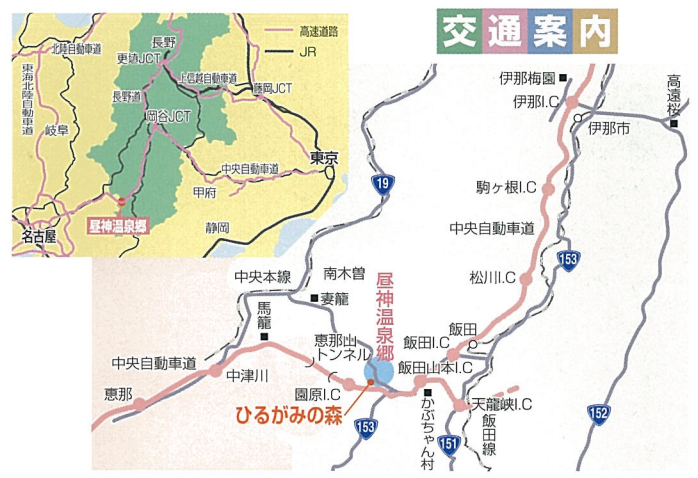 交通案内
高速道路
JR
北陸自動車道
長野
更埴JCT
上信越自動車道
藤岡JCT
東海北陸自動車道
長野道
岡谷JCT
岐阜
中央自動車道
東京
甲府
静岡
名古屋
昼神温泉郷
伊那梅園
伊那I.C
伊那市
高遠桜
19
駒ヶ根I.C
中央自動車道
153
松川I.C
中央本線
南木曽
妻籠
馬籠
恵那山
トンネル
昼神温泉郷
飯田
飯田I.C
飯田山本I.C
中央自動車道
中津川
恵那
園原I.C
ひるがみの森
かぶちゃん村
天龍峡I.C
飯田線
153
151
152